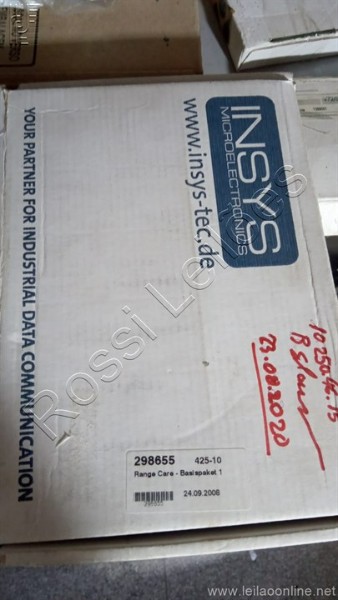 INSYS
MICROELECTRONICS
www.insys-tec.de
YOUR PARTNER FOR INDUSTRIAL DATA COMMUNICATION
23.08.2020
298655 425-10
Range Care - Basispaket 1
24.09.2008
Rossi Leilões
www.leilaoonline.net